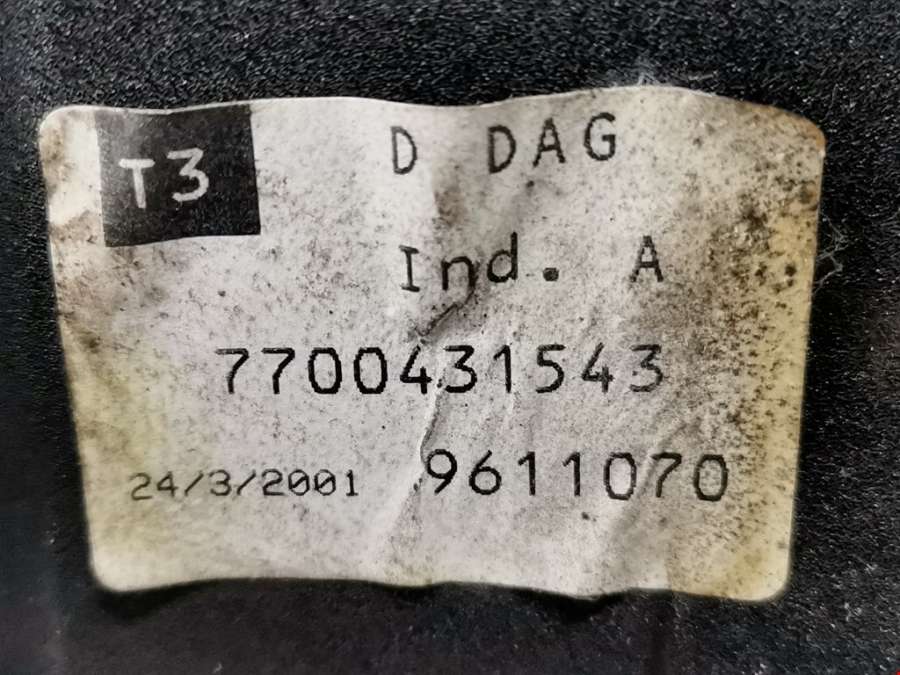 T3
D DAG
Ind. A
7700431543
24/3/2001 9611070